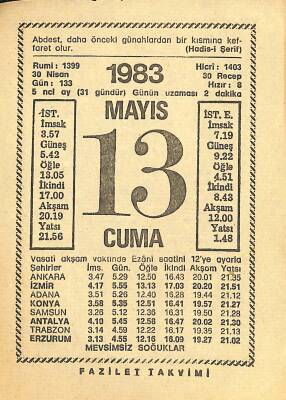 Abdest, daha önceki günahlardan bir kısmına kef-
faret olur. (Hadis-i Şerif)
Rumi : 1399 1983 Hicri : 1403
30 Nisan 30 Recep
Gün : 133 Hızır : 8
5 nci ay (31 gündür) Günün uzaması 2 dakika
MAYIS
13
CUMA
İST.
İmsak
3.57
Güneş
5.42
Öğle
13.05
İkindi
17.00
Akşam
20.19
Yatsı
21.56
İST. E.
İmsak
7.19
Güneş
9.22
Öğle
4.51
İkindi
8.43
Akşam
12.00
Yatsı
1.48
Vasati akşam vaktinde Ezâni saatini 12'ye ayarla
Şehirler İms. Gün. Öğle İkindi Akşam Yatsı
ANKARA 3.47 5.29 12.50 16.43 20.01 21.35
İZMİR 4.17 5.55 13.13 17.03 20.20 21.51
ADANA 3.51 5.26 12.40 16.28 19.44 21.12
KONYA 3.58 5.35 12.51 16.41 19.57 21.27
SAMSUN 3.26 5.12 12.36 16.31 19.50 21.28
ANTALYA 4.10 5.45 12.58 16.47 20.02 21.30
TRABZON 3.14 4.59 12.22 16.17 19.35 21.13
ERZURUM 3.13 4.55 12.16 16.09 19.27 21.02
MEVSİMSİZ SOĞUKLAR
FAZİLET TAKVİMİ